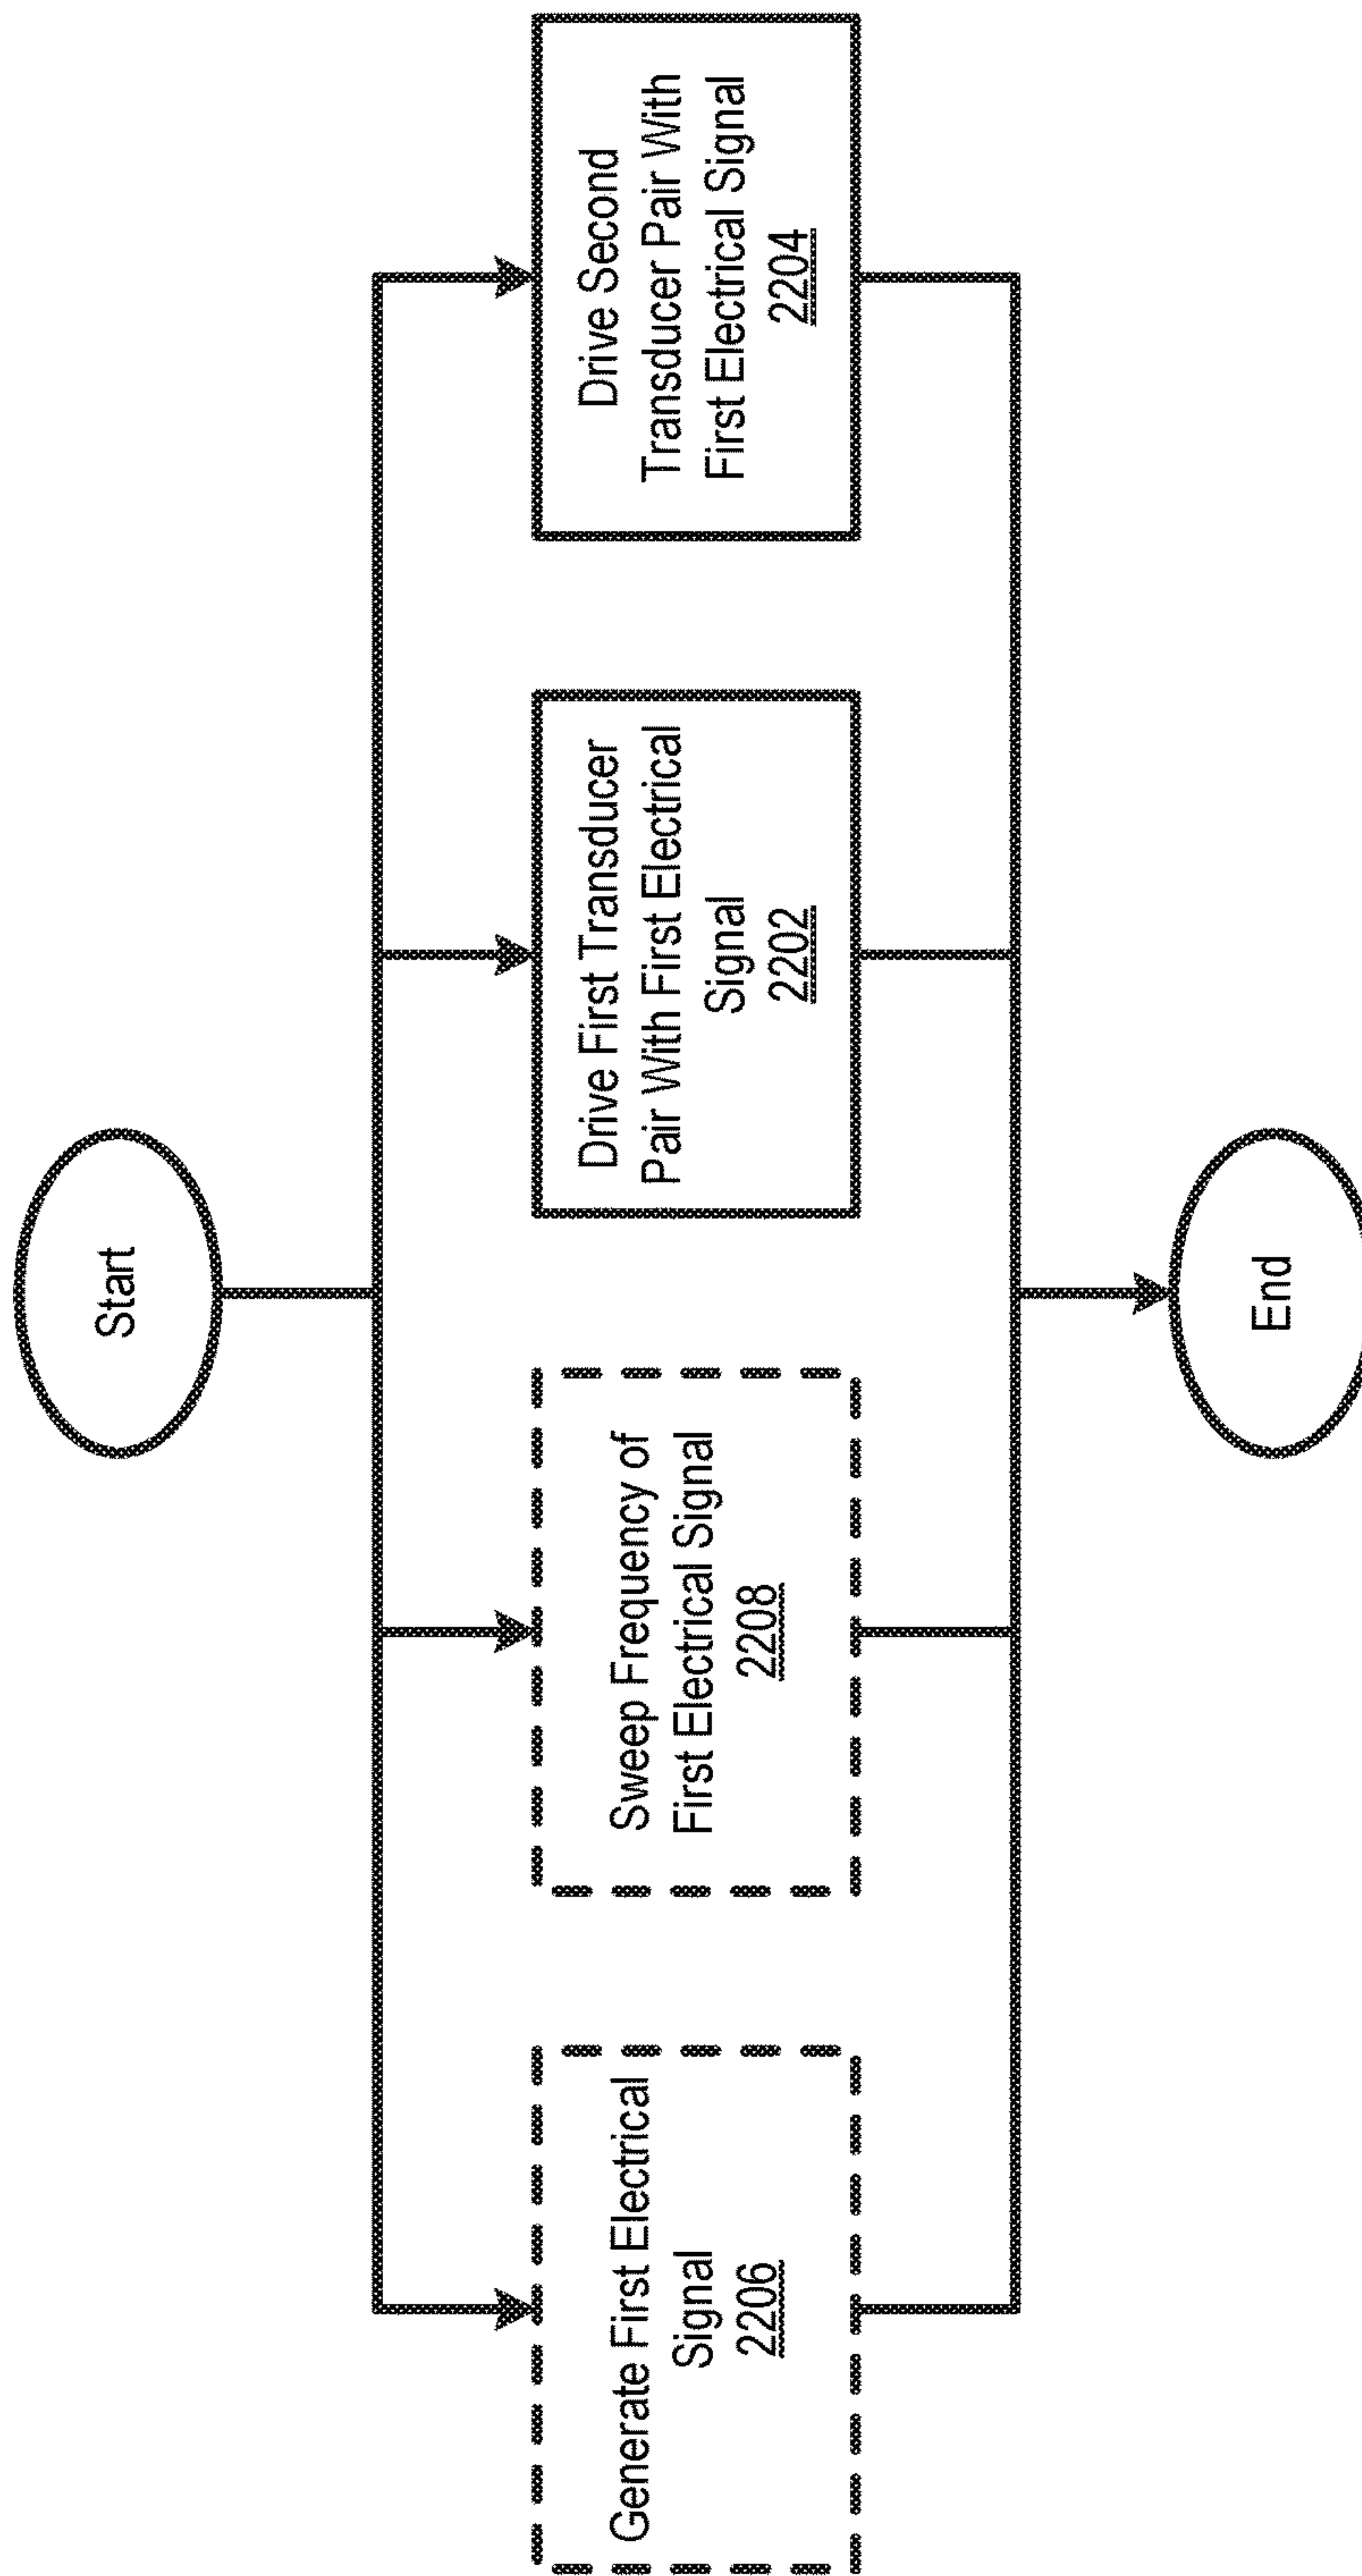 Start
Generate First Electrical
Signal
2206
Sweep Frequency of
First Electrical Signal
2208
Drive First Transducer
Pair With First Electrical
Signal
2202
Drive Second
Transducer Pair With
First Electrical Signal
2204
End